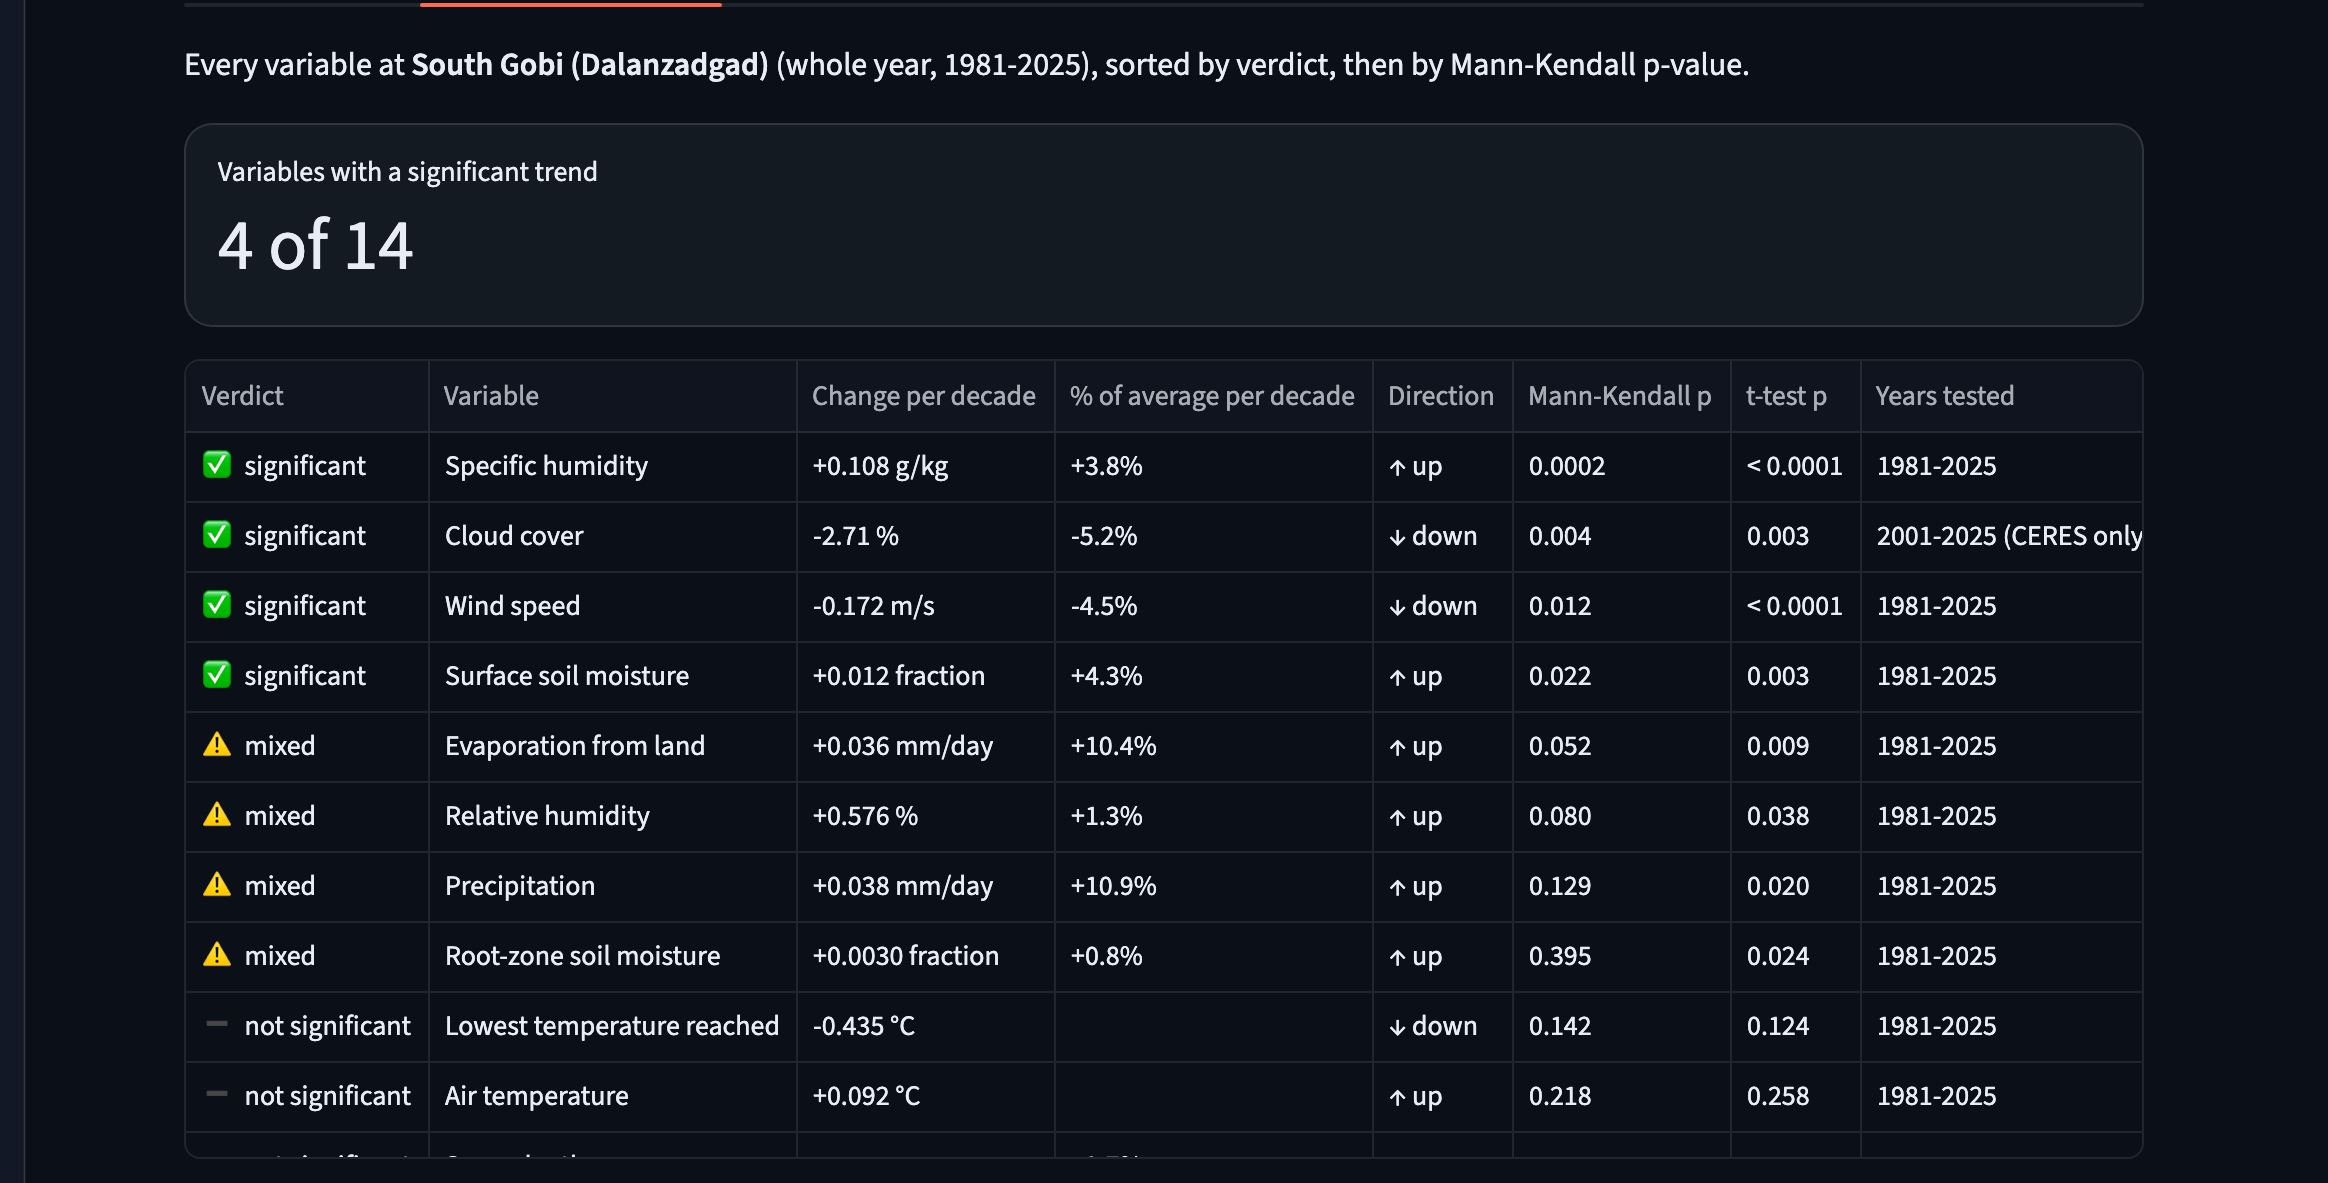 Every variable at South Gobi (Dalanzadgad) (whole year, 1981-2025), sorted by verdict, then by Mann-Kendall p-value.
Variables with a significant trend
4 of 14
Verdict Variable Change per decade % of average per decade Direction Mann-Kendall p t-test p Years tested
✅ significant Specific humidity +0.108 g/kg +3.8% ↑ up 0.0002 < 0.0001 1981-2025
✅ significant Cloud cover -2.71 % -5.2% ↓ down 0.004 0.003 2001-2025 (CERES only
✅ significant Wind speed -0.172 m/s -4.5% ↓ down 0.012 < 0.0001 1981-2025
✅ significant Surface soil moisture +0.012 fraction +4.3% ↑ up 0.022 0.003 1981-2025
⚠️ mixed Evaporation from land +0.036 mm/day +10.4% ↑ up 0.052 0.009 1981-2025
⚠️ mixed Relative humidity +0.576 % +1.3% ↑ up 0.080 0.038 1981-2025
⚠️ mixed Precipitation +0.038 mm/day +10.9% ↑ up 0.129 0.020 1981-2025
⚠️ mixed Root-zone soil moisture +0.0030 fraction +0.8% ↑ up 0.395 0.024 1981-2025
➖ not significant Lowest temperature reached -0.435 °C ↓ down 0.142 0.124 1981-2025
➖ not significant Air temperature +0.092 °C ↑ up 0.218 0.258 1981-2025